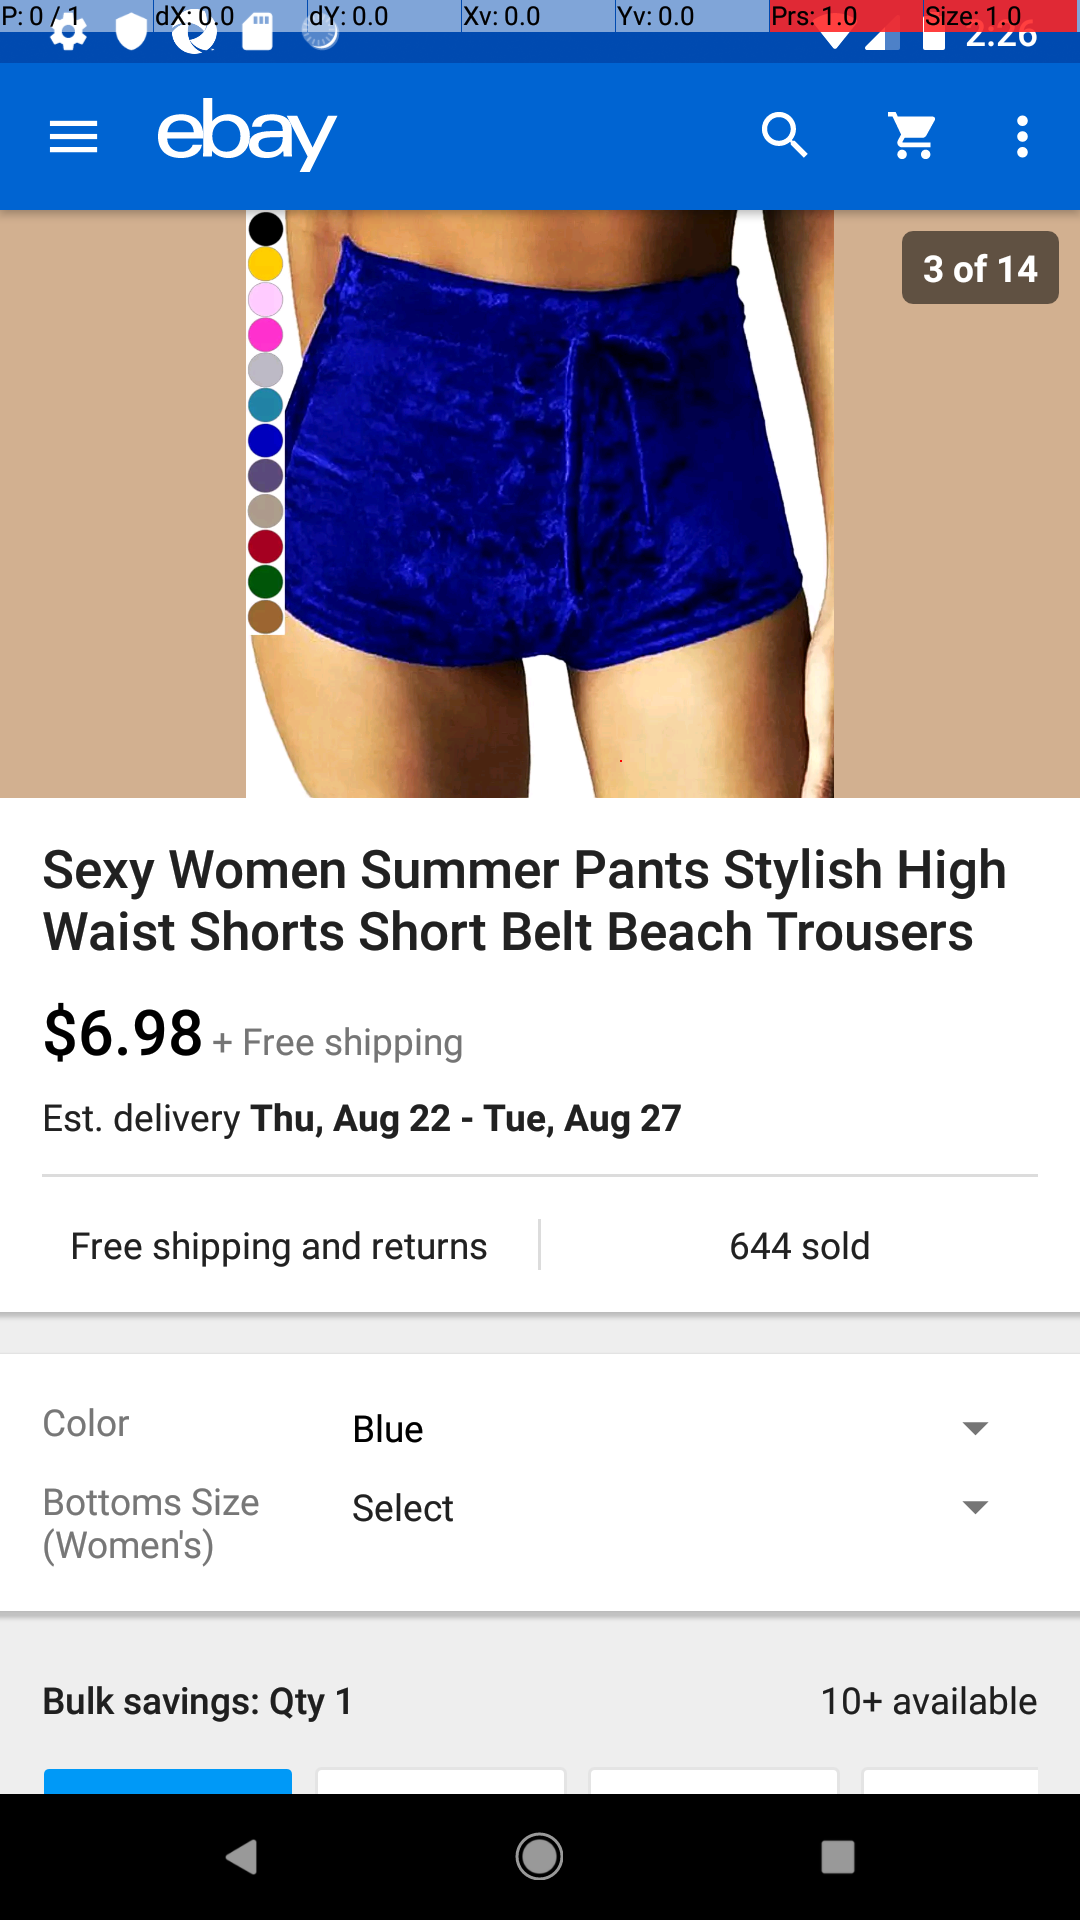 P: 0 / 1 dX: 0.0 dY: 0.0 Xv: 0.0 Yv: 0.0 Prs: 1.0 Size: 1.0
2:26
ebay
3 of 14
Sexy Women Summer Pants Stylish High
Waist Shorts Short Belt Beach Trousers
$6.98 + Free shipping
Est. delivery Thu, Aug 22 - Tue, Aug 27
Free shipping and returns
644 sold
Color
Blue
Bottoms Size
(Women's)
Select
Bulk savings: Qty 1
10+ available